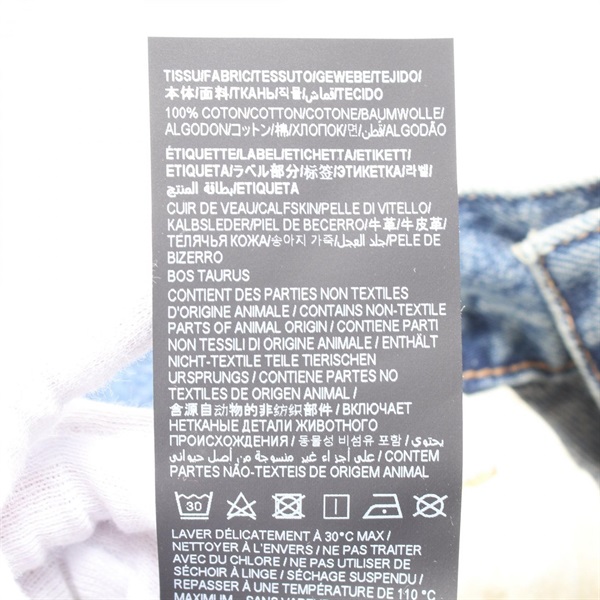 TISSU/FABRIC/TESSUTO/GEWEBE/TEJIDO/
本体/面料/ТКАНЬ/직물/قماش/TECIDO
100% COTON/COTTON/COTONE/BAUMWOLLE/
ALGODON/コットン/棉/ХЛОПОК/면/قطن/ALGODÃO
ÉTIQUETTE/LABEL/ETICHETTA/ETIKETT/
ETIQUETA/ラベル部分/标签/ЭТИКЕТКА/라벨/
بطاقة المنتج/ETIQUETA
CUIR DE VEAU/CALFSKIN/PELLE DI VITELLO/
KALBSLEDER/PIEL DE BECERRO/牛革/牛皮革/
ТЕЛЯЧЬЯ КОЖА/송아지 가죽/جلد العجل/PELE DE
BIZERRO
BOS TAURUS
CONTIENT DES PARTIES NON TEXTILES
D'ORIGINE ANIMALE / CONTAINS NON-TEXTILE
PARTS OF ANIMAL ORIGIN / CONTIENE PARTI
NON TESSILI DI ORIGINE ANIMALE / ENTHÄLT
NICHT-TEXTILE TEILE TIERISCHEN
URSPRUNGS / CONTIENE PARTES NO
TEXTILES DE ORIGEN ANIMAL /
含源自动物的非纺织部件 / ВКЛЮЧАЕТ
НЕТКАНЫЕ ДЕТАЛИ ЖИВОТНОГО
ПРОИСХОЖДЕНИЯ / 동물성 비섬유 포함 / يحتوي
على أجزاء غير منسوجة من أصل حيواني / CONTEM
PARTES NÃO-TEXTEIS DE ORIGEM ANIMAL
30
LAVER DÉLICATEMENT À 30°C MAX /
NETTOYER À L'ENVERS / NE PAS TRAITER
AVEC DU CHLORE / NE PAS UTILISER DE
SÉCHOIR À LINGE / SÉCHAGE SUSPENDU /
REPASSER À UNE TEMPÉRATURE DE 110 °C
MAXIMUM - SANS